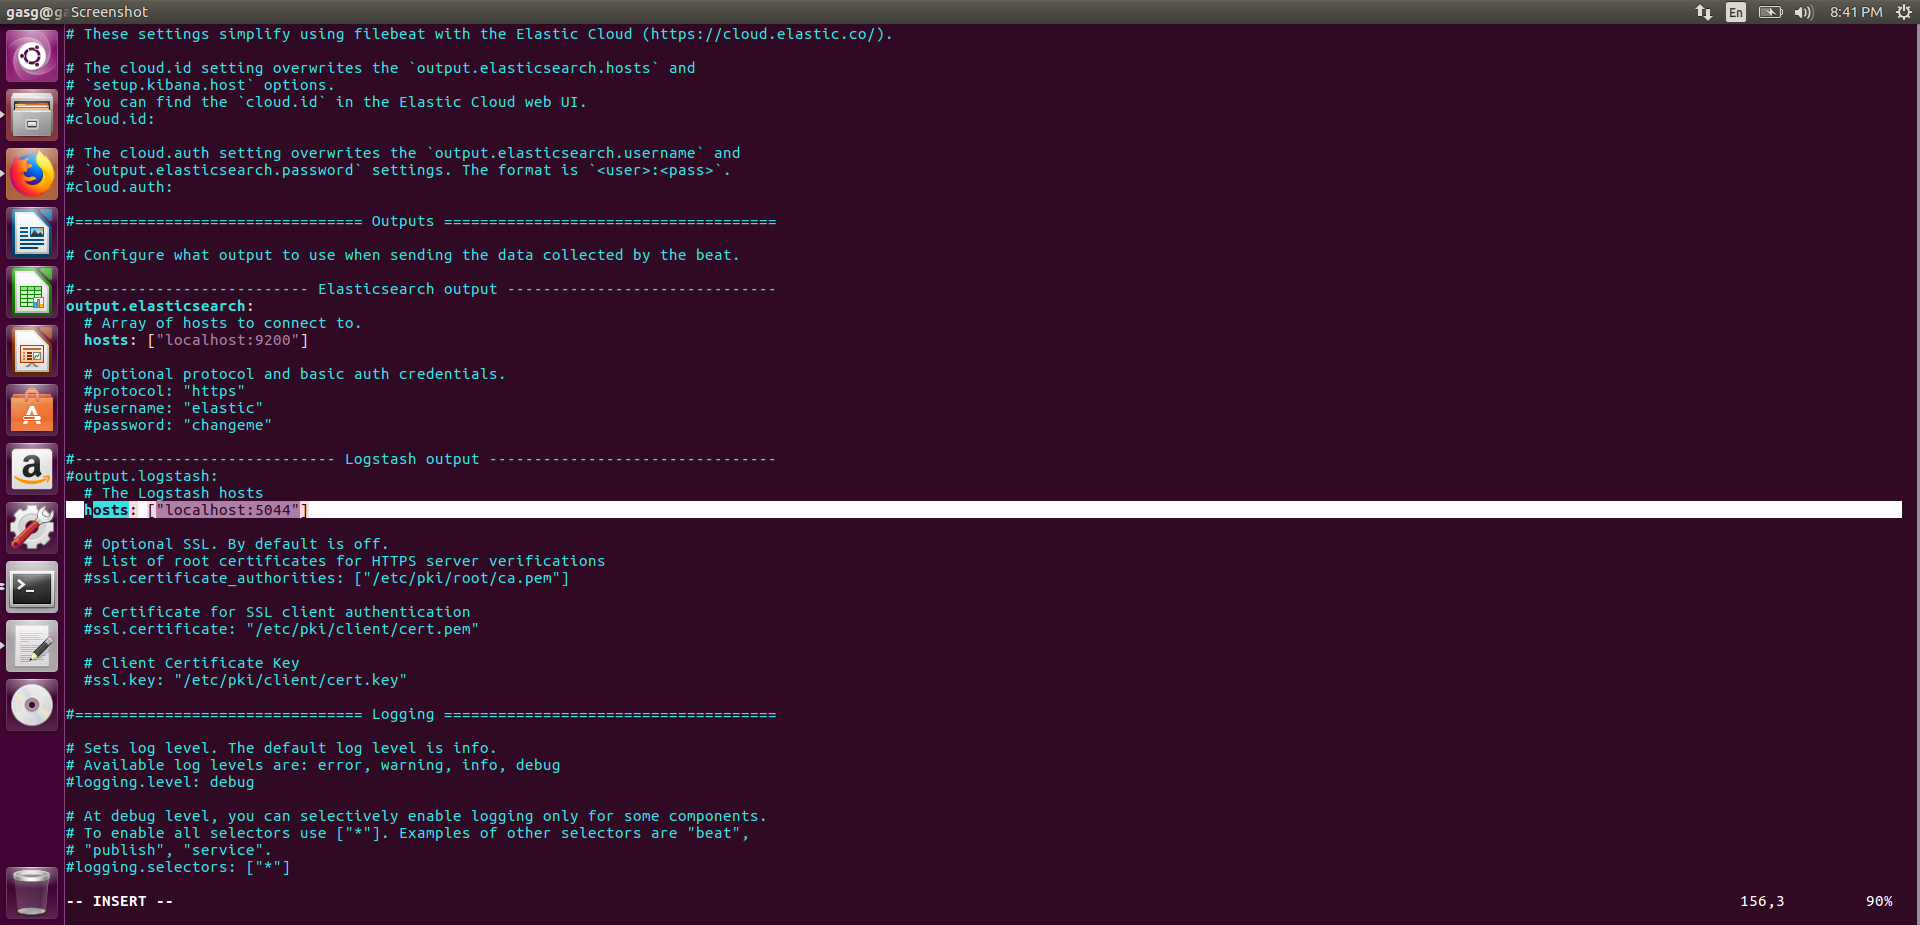 gasg@g Screenshot
En 8:41 PM
# These settings simplify using filebeat with the Elastic Cloud (https://cloud.elastic.co/).
# The cloud.id setting overwrites the `output.elasticsearch.hosts` and
# `setup.kibana.host` options.
# You can find the `cloud.id` in the Elastic Cloud web UI.
#cloud.id:
# The cloud.auth setting overwrites the `output.elasticsearch.username` and
# `output.elasticsearch.password` settings. The format is `<user>:<pass>`.
#cloud.auth:
#================================ Outputs =====================================
# Configure what output to use when sending the data collected by the beat.
#-------------------------- Elasticsearch output ------------------------------
output.elasticsearch:
# Array of hosts to connect to.
hosts: ["localhost:9200"]
# Optional protocol and basic auth credentials.
#protocol: "https"
#username: "elastic"
#password: "changeme"
#----------------------------- Logstash output --------------------------------
#output.logstash:
# The Logstash hosts
hosts: ["localhost:5044"]
# Optional SSL. By default is off.
# List of root certificates for HTTPS server verifications
#ssl.certificate_authorities: ["/etc/pki/root/ca.pem"]
# Certificate for SSL client authentication
#ssl.certificate: "/etc/pki/client/cert.pem"
# Client Certificate Key
#ssl.key: "/etc/pki/client/cert.key"
#================================ Logging =====================================
# Sets log level. The default log level is info.
# Available log levels are: error, warning, info, debug
#logging.level: debug
# At debug level, you can selectively enable logging only for some components.
# To enable all selectors use ["*"]. Examples of other selectors are "beat",
# "publish", "service".
#logging.selectors: ["*"]
-- INSERT -- 156,3 90%